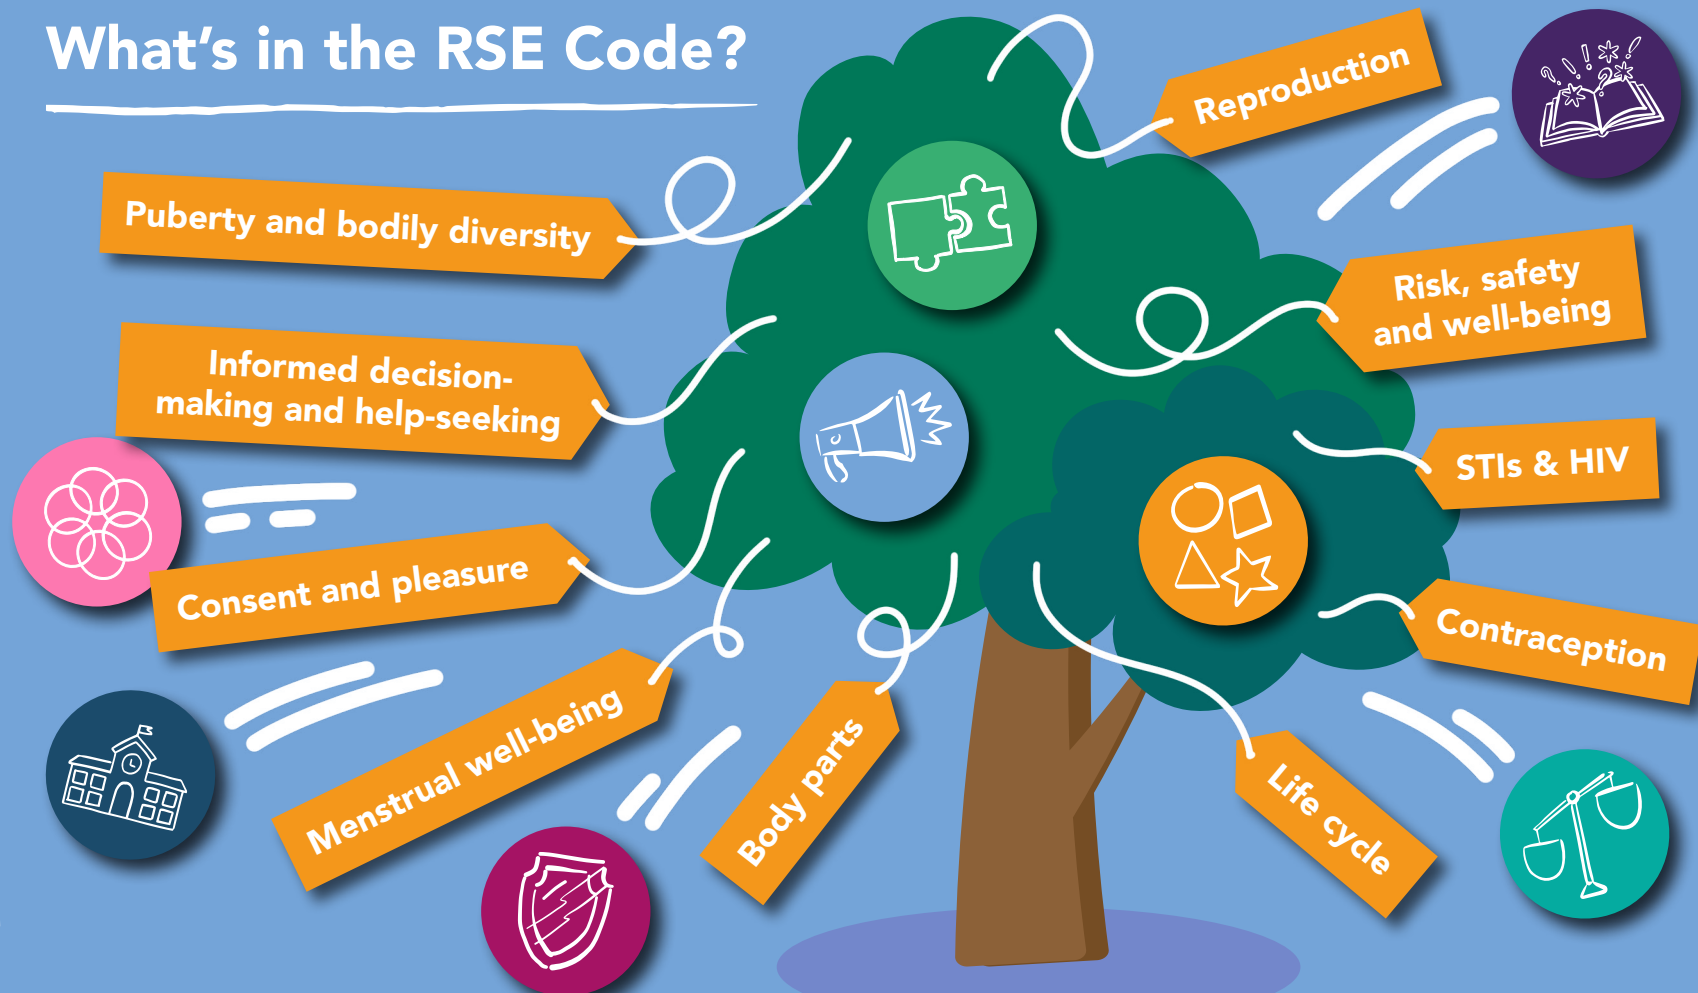 What's in the RSE Code?
Puberty and bodily diversity
Informed decision-
making and help-seeking
Consent and pleasure
Menstrual well-being
Body parts
Reproduction
Risk, safety
and well-being
STIs & HIV
Contraception
Life cycle